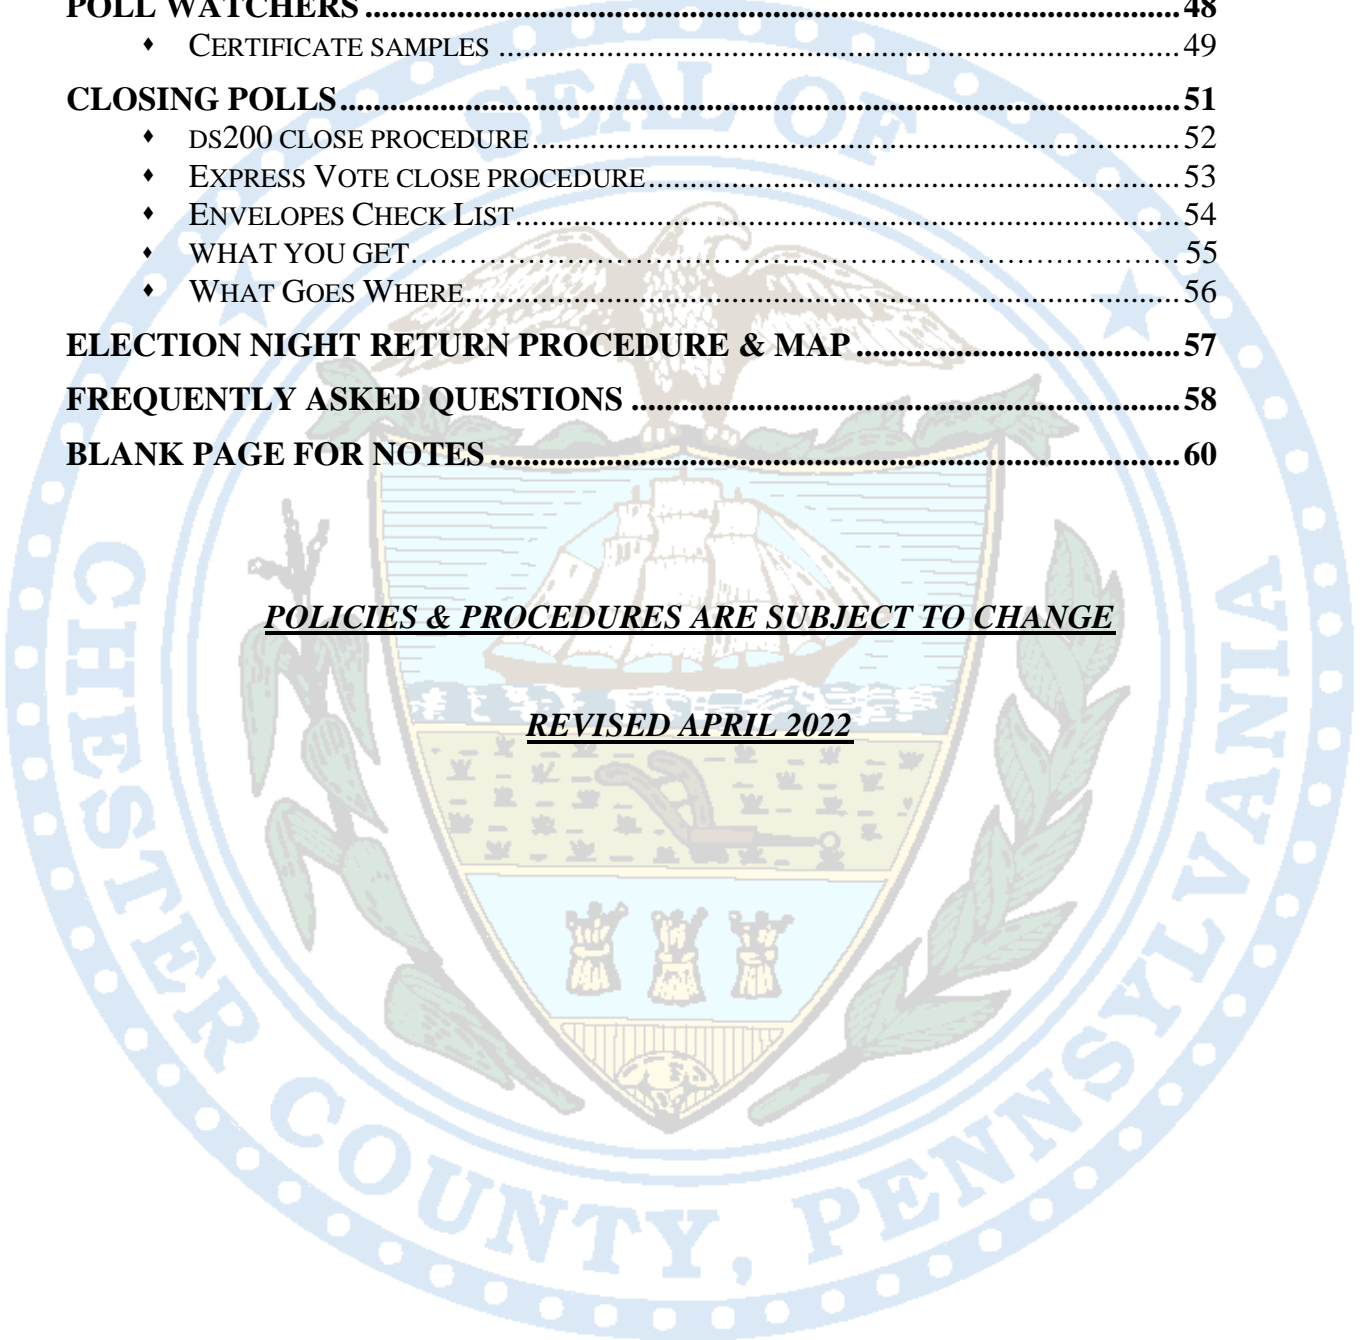 POLL WATCHERS ........ 48
♦ CERTIFICATE SAMPLES ........ 49
CLOSING POLLS ........ 51
♦ DS200 CLOSE PROCEDURE ........ 52
♦ EXPRESS VOTE CLOSE PROCEDURE ........ 53
♦ ENVELOPES CHECK LIST ........ 54
♦ WHAT YOU GET ........ 55
♦ WHAT GOES WHERE ........ 56
ELECTION NIGHT RETURN PROCEDURE & MAP ........ 57
FREQUENTLY ASKED QUESTIONS ........ 58
BLANK PAGE FOR NOTES ........ 60
POLICIES & PROCEDURES ARE SUBJECT TO CHANGE
REVISED APRIL 2022
SEAL OF
CHESTER COUNTY, PENNSYLVANIA